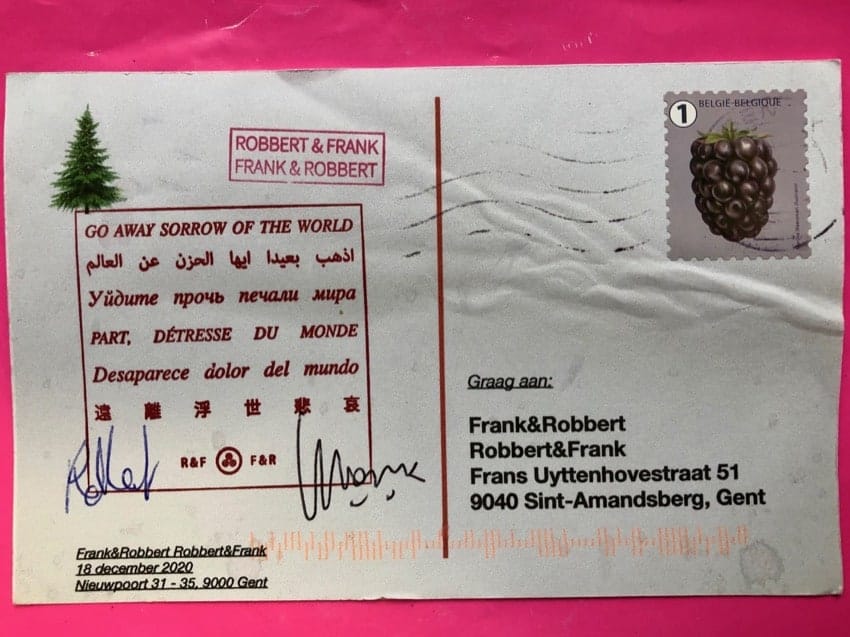 ROBBERT & FRANK
FRANK & ROBBERT
GO AWAY SORROW OF THE WORLD
اذهب بعيدا ايها الحزن عن العالم
Уйдите прочь печали мира
PART, DÉTRESSE DU MONDE
Desaparece dolor del mundo
遠離浮世悲哀
R&F F&R
Frank&Robbert Robbert&Frank
18 december 2020
Nieuwpoort 31 - 35, 9000 Gent
1 BELGIË-BELGIQUE
Graag aan:
Frank&Robbert
Robbert&Frank
Frans Uyttenhovestraat 51
9040 Sint-Amandsberg, Gent